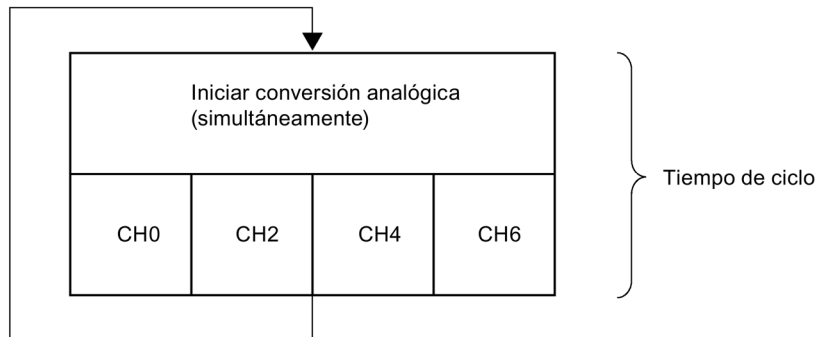 Iniciar conversión analógica
(simultáneamente)
Tiempo de ciclo
CH0 CH2 CH4 CH6